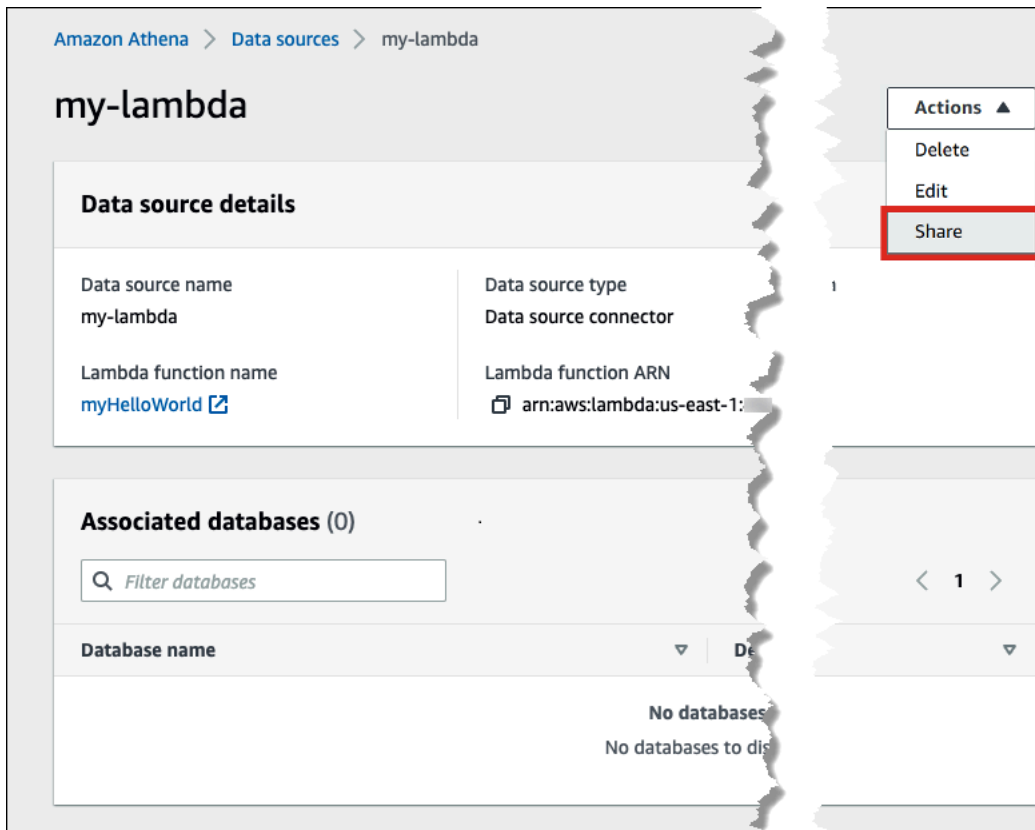 Amazon Athena > Data sources > my-lambda
my-lambda
Actions ▲
Delete
Edit
Share
Data source details
Data source name
my-lambda
Data source type
Data source connector
Lambda function name
myHelloWorld
Lambda function ARN
arn:aws:lambda:us-east-1:
Associated databases (0)
Filter databases
< 1 >
Database name
No databases
No databases to